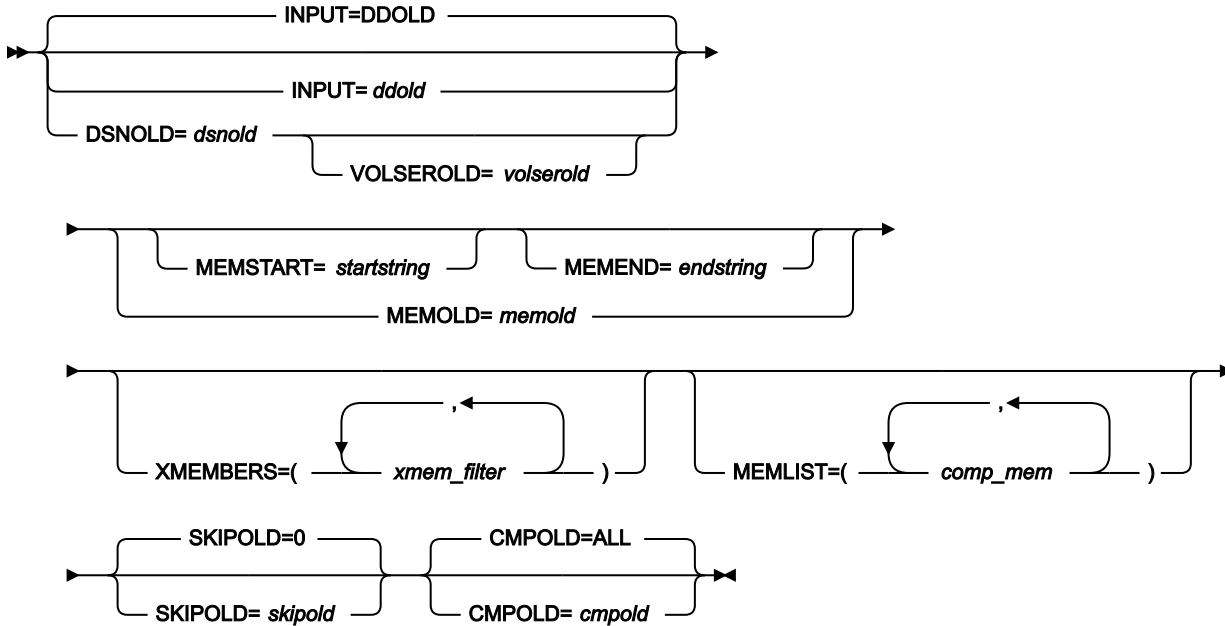 INPUT=DDOLD
INPUT= ddold
DSNOLD= dsnold
VOLSEROLD= volserold
MEMSTART= startstring
MEMEND= endstring
MEMOLD= memold
,
XMEMBERS=( xmem_filter )
,
MEMLIST=( comp_mem )
SKIPOLD=0
SKIPOLD= skipold
CMPOLD=ALL
CMPOLD= cmpold